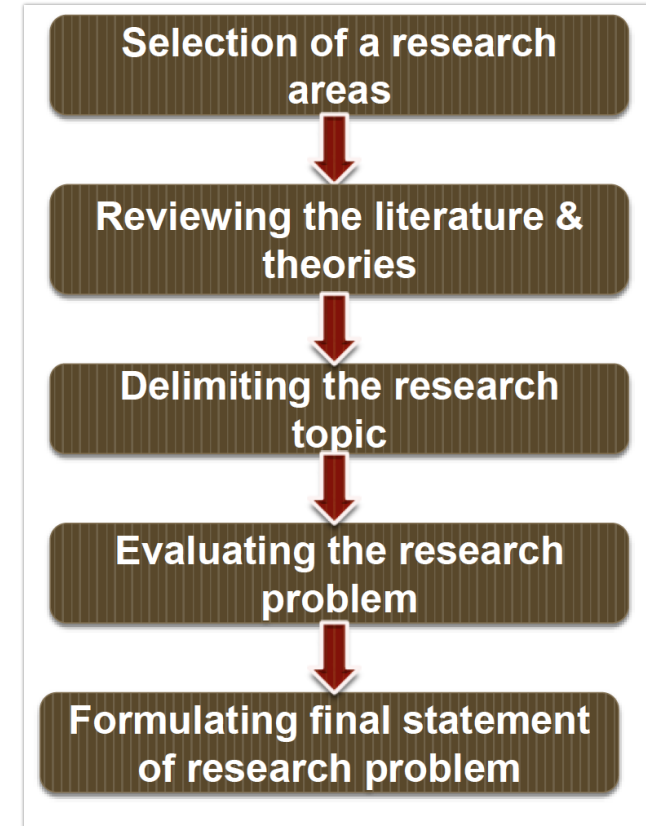 Selection of a research
areas
Reviewing the literature &
theories
Delimiting the research
topic
Evaluating the research
problem
Formulating final statement
of research problem